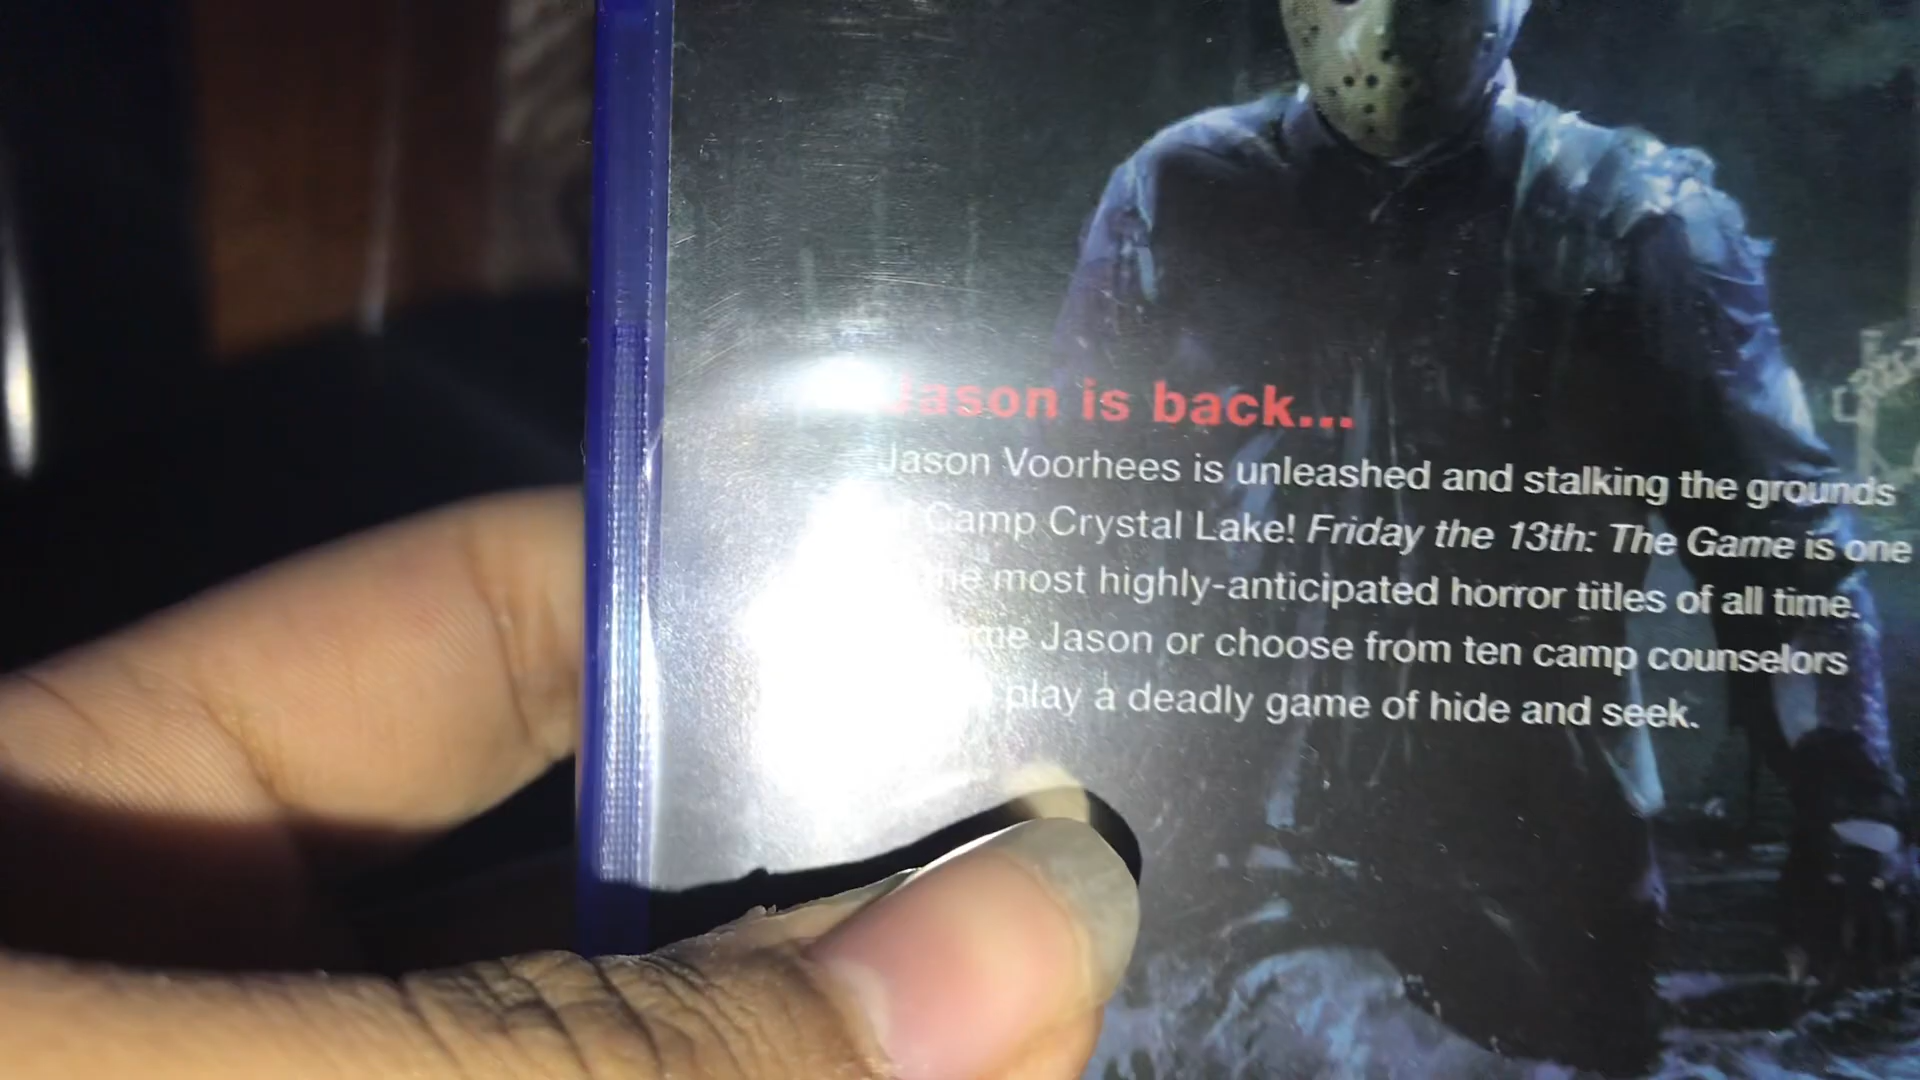 Jason is back...
Jason Voorhees is unleashed and stalking the grounds
Camp Crystal Lake! Friday the 13th: The Game is one
most highly-anticipated horror titles of all time.
Jason or choose from ten camp counselors
play a deadly game of hide and seek.